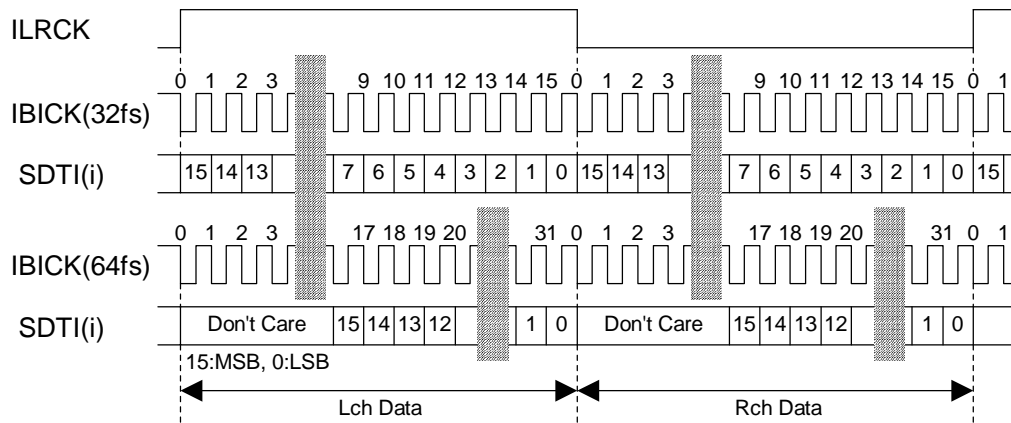 ILRCK
0 1 2 3 9 10 11 12 13 14 15 0 1 2 3 9 10 11 12 13 14 15 0 1
IBICK(32fs)
SDTI(i) 15 14 13 7 6 5 4 3 2 1 0 15 14 13 7 6 5 4 3 2 1 0 15
0 1 2 3 17 18 19 20 31 0 1 2 3 17 18 19 20 31 0 1
IBICK(64fs)
SDTI(i) Don't Care 15 14 13 12 1 0 Don't Care 15 14 13 12 1 0
15:MSB, 0:LSB
Lch Data Rch Data